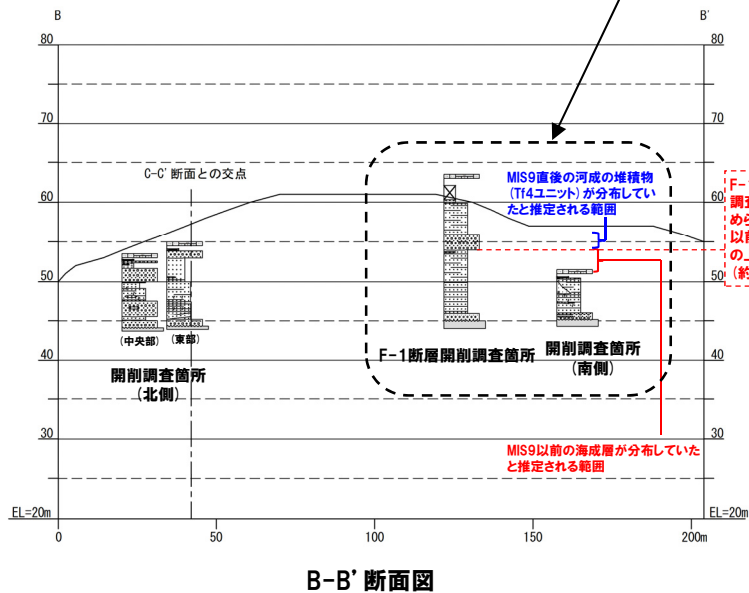 B
B'
80
80
70
70
C-C'断面との交点
MIS9直後の河成の堆積物
(Tf4ユニット)が分布してい
たと推定される範囲
F-
調査
めら
以前
の
(約
60
60
50
50
(中央部)
(東部)
開削調査箇所
(北側)
F-1断層開削調査箇所
開削調査箇所
(南側)
40
40
30
30
MIS9以前の海成層が分布していた
と推定される範囲
EL=20m
EL=20m
0
50
100
150
200m
B-B'断面図